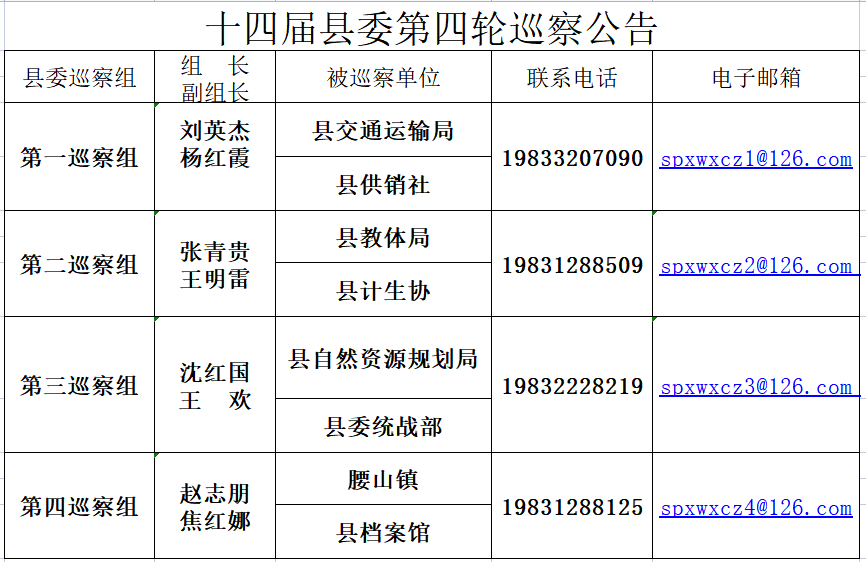 十四届县委第四轮巡察公告
县委巡察组
组 长
副组长
被巡察单位
联系电话
电子邮箱
第一巡察组
刘英杰
杨红霞
县交通运输局
县供销社
19833207090
spxwxcz1@126.com
第二巡察组
张青贵
王明雷
县教体局
县计生协
19831288509
spxwxcz2@126.com
第三巡察组
沈红国
王 欢
县自然资源规划局
县委统战部
19832228219
spxwxcz3@126.com
第四巡察组
赵志朋
焦红娜
腰山镇
县档案馆
19831288125
spxwxcz4@126.com